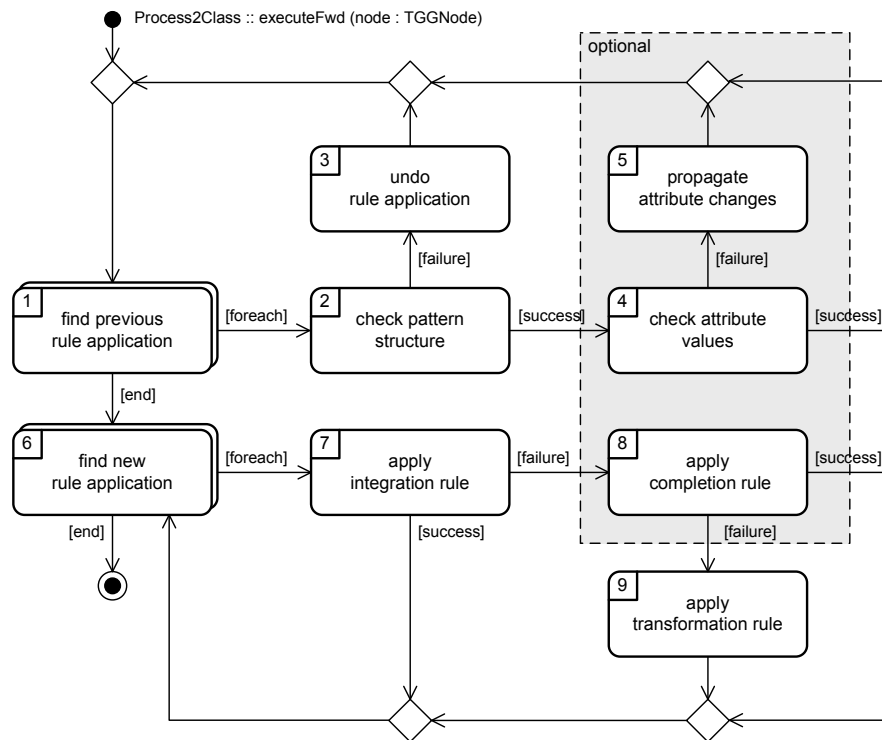 Process2Class :: executeFwd (node : TGGNode)
optional
3
undo
rule application
5
propagate
attribute changes
[failure]
[failure]
1
find previous
rule application
[foreach]
2
check pattern
structure
[success]
4
check attribute
values
[success]
[end]
6
find new
rule application
[foreach]
7
apply
integration rule
[failure]
8
apply
completion rule
[success]
[end]
[success]
[failure]
9
apply
transformation rule